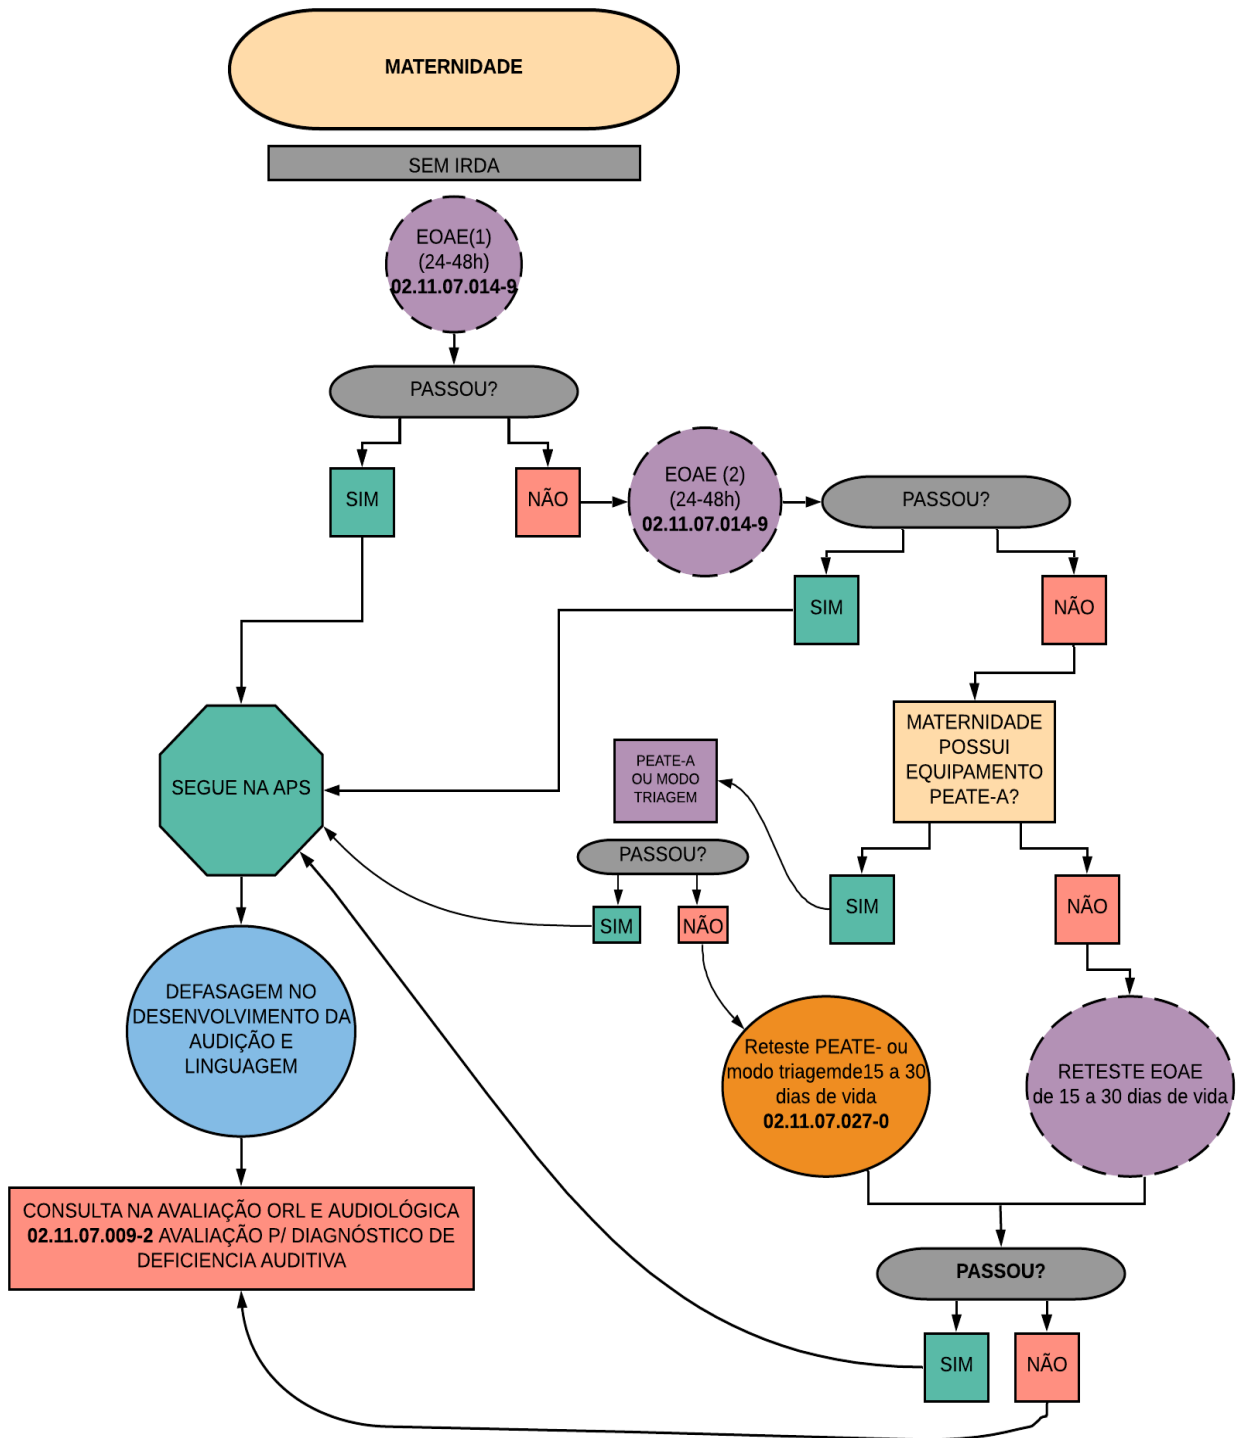 MATERNIDADE
SEM IRDA
EOAE(1)
(24-48h)
02.11.07.014-9
PASSOU?
SIM
NÃO
EOAE (2)
(24-48h)
02.11.07.014-9
PASSOU?
SIM
NÃO
MATERNIDADE
POSSUI
EQUIPAMENTO
PEATE-A?
SIM
NÃO
PEATE-A
OU MODO
TRIAGEM
PASSOU?
SIM
NÃO
SEGUE NA APS
DEFASAGEM NO
DESENVOLVIMENTO DA
AUDIÇÃO E
LINGUAGEM
Reteste PEATE- ou
modo triagemde15 a 30
dias de vida
02.11.07.027-0
RETESTE EOAE
de 15 a 30 dias de vida
CONSULTA NA AVALIAÇÃO ORL E AUDIOLÓGICA
02.11.07.009-2 AVALIAÇÃO P/ DIAGNÓSTICO DE
DEFICIENCIA AUDITIVA
PASSOU?
SIM
NÃO